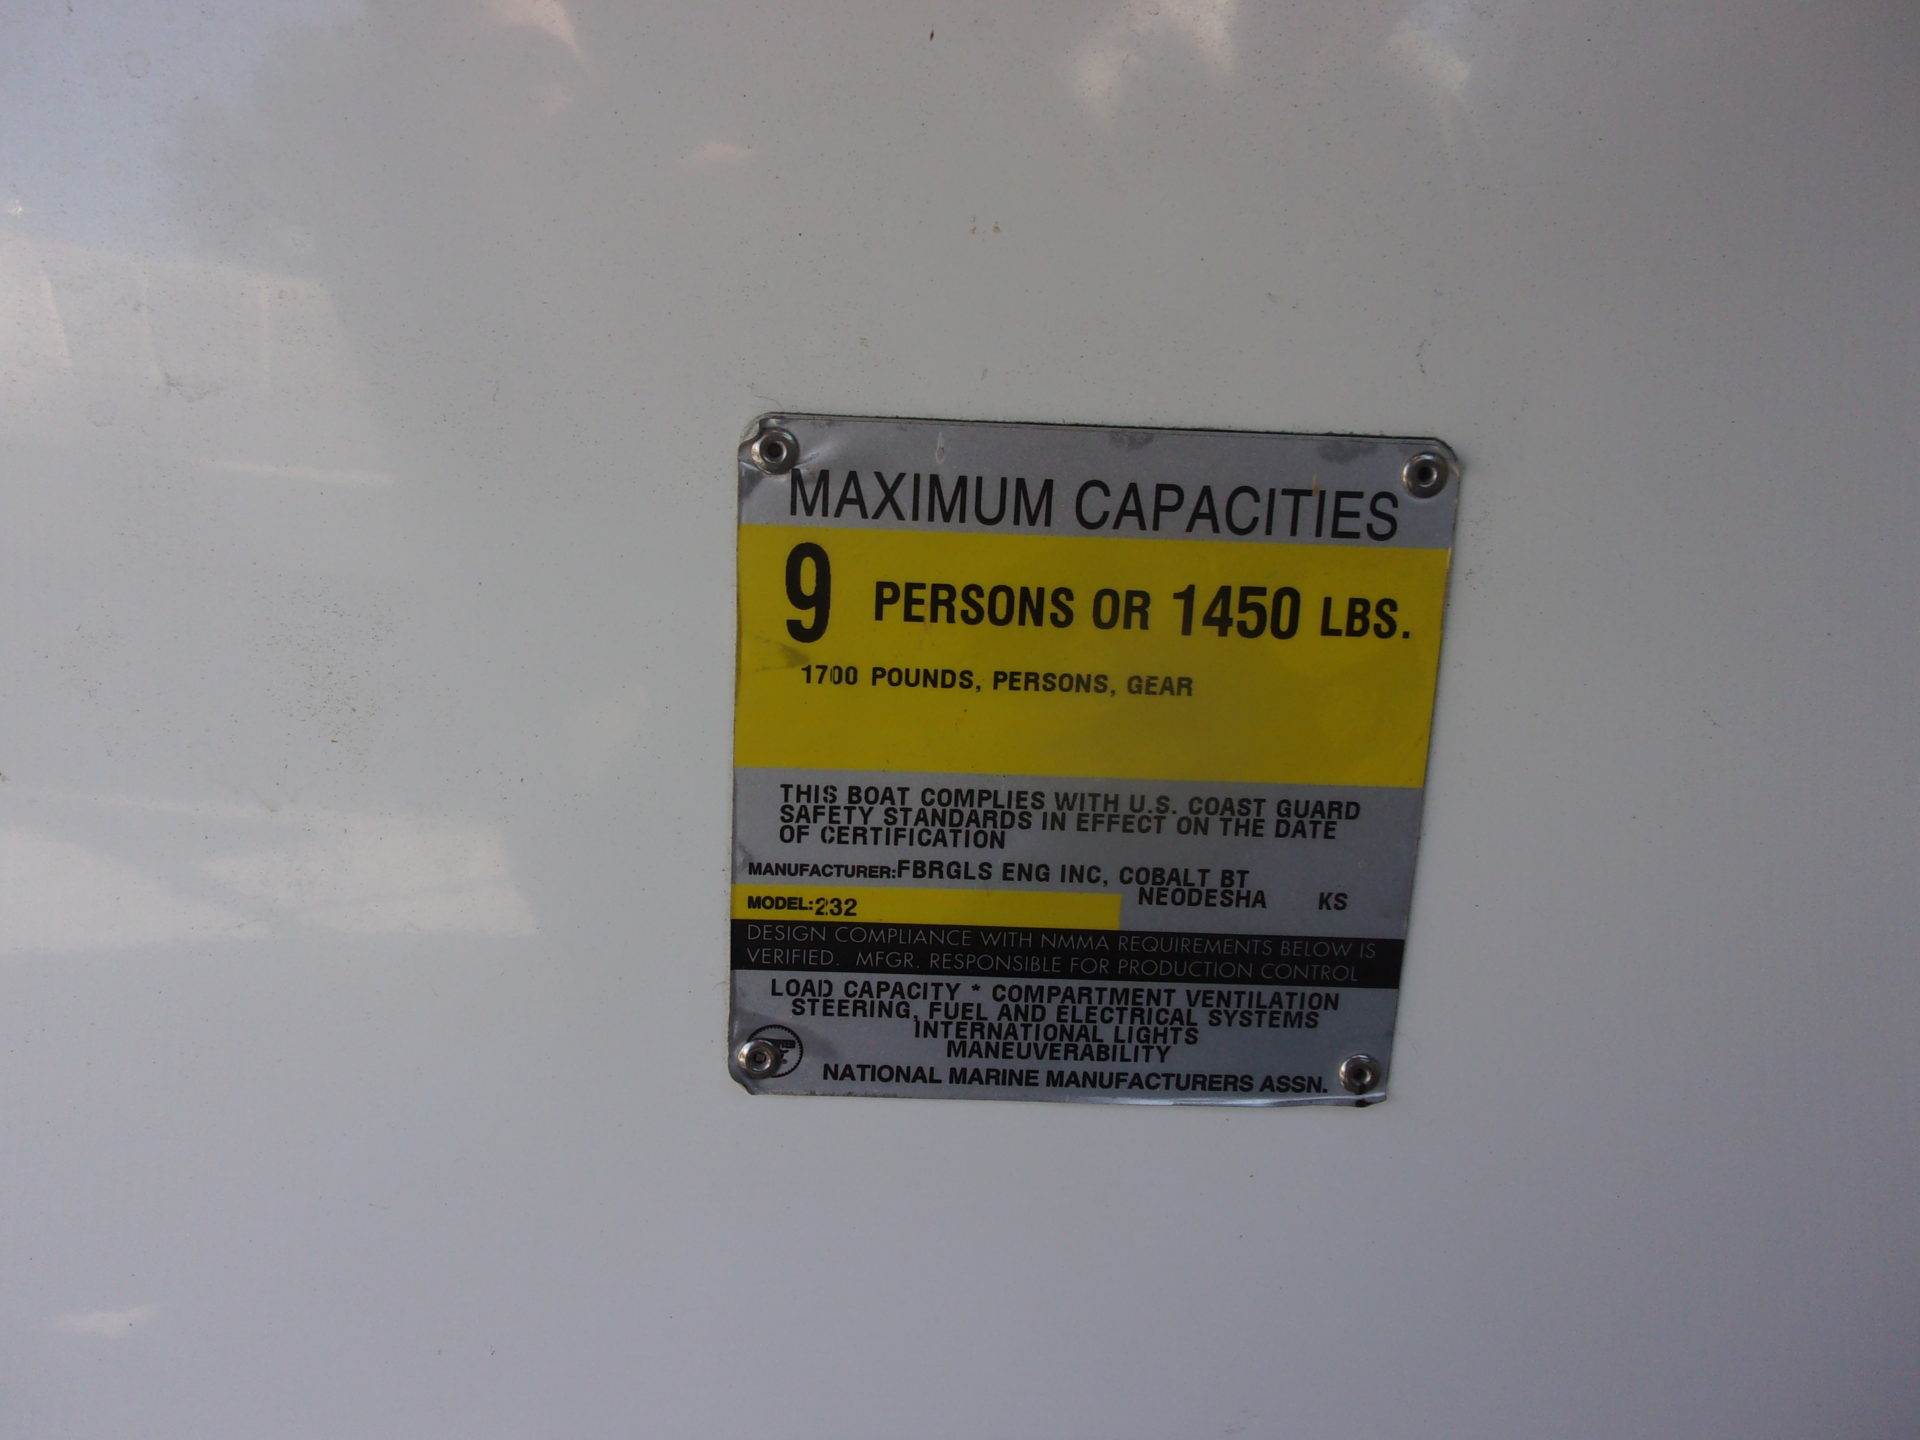 MAXIMUM CAPACITIES
9 PERSONS OR 1450 LBS.
1700 POUNDS, PERSONS, GEAR
THIS BOAT COMPLIES WITH U.S. COAST GUARD
SAFETY STANDARDS IN EFFECT ON THE DATE
OF CERTIFICATION
MANUFACTURER:FBRGLS ENG INC, COBALT BT
NEODESHA KS
MODEL:232
DESIGN COMPLIANCE WITH NMMA REQUIREMENTS BELOW IS
VERIFIED. MFGR. RESPONSIBLE FOR PRODUCTION CONTROL
LOAD CAPACITY * COMPARTMENT VENTILATION
STEERING, FUEL AND ELECTRICAL SYSTEMS
INTERNATIONAL LIGHTS
MANEUVERABILITY
NATIONAL MARINE MANUFACTURERS ASSN.